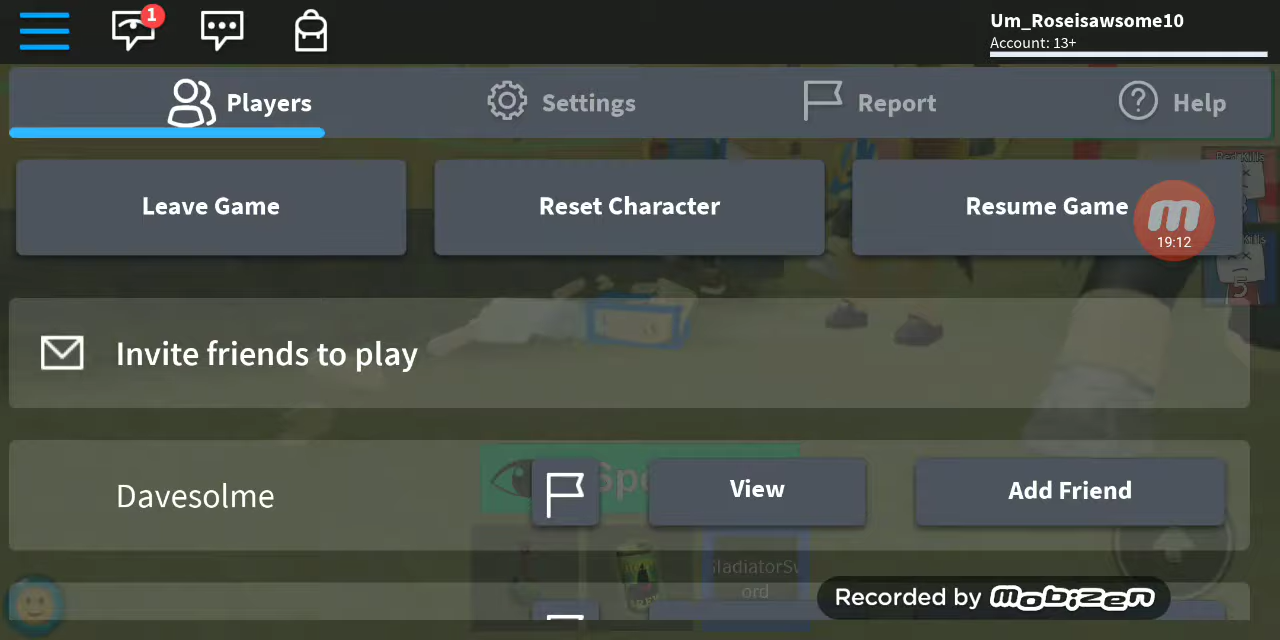 1
Um_Roseisawsome10
Account: 13+
Players
Settings
Report
Help
Leave Game
Reset Character
Resume Game
19:12
Invite friends to play
Davesolme
View
Add Friend
5
Recorded by mobizen